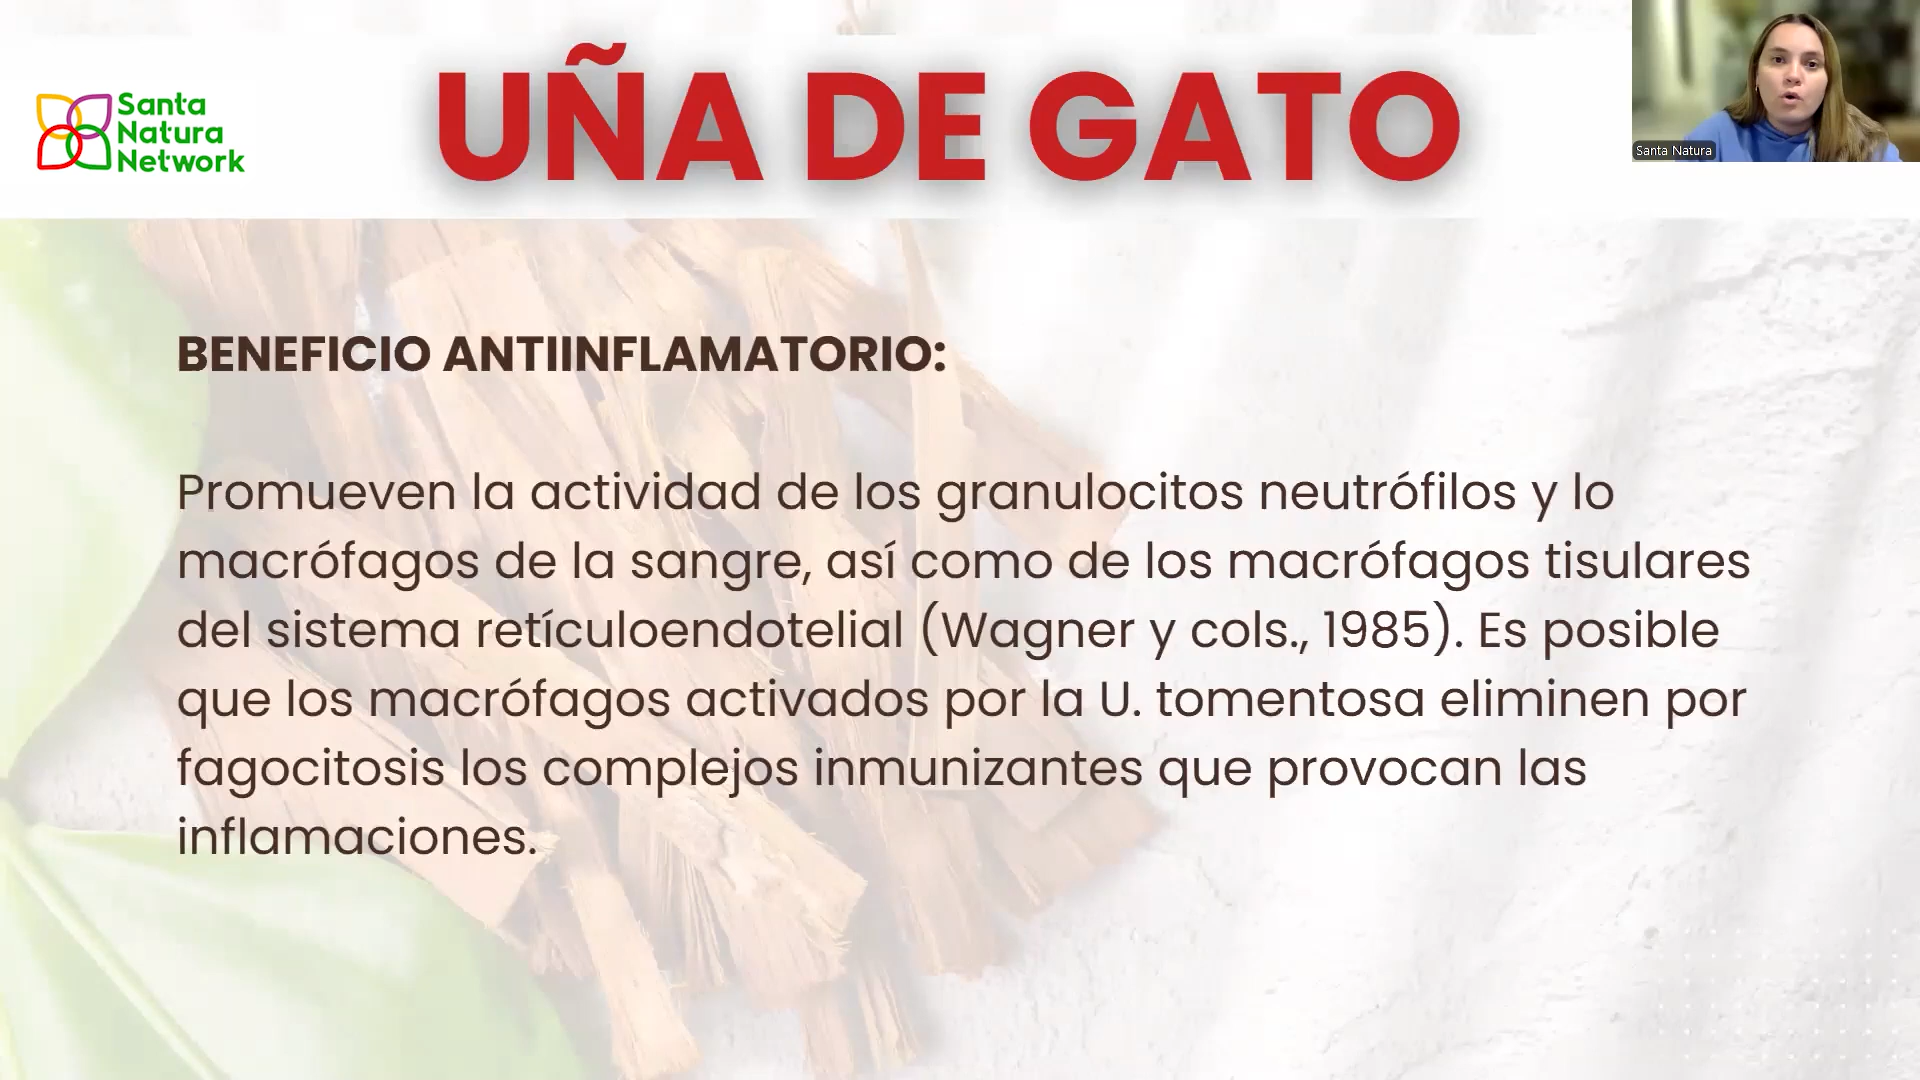 Santa
Natura
Network
UÑA DE GATO
Santa Natura
BENEFICIO ANTIINFLAMATORIO:
Promueven la actividad de los granulocitos neutrófilos y lo
macrófagos de la sangre, así como de los macrófagos tisulares
del sistema retículoendotelial (Wagner y cols., 1985). Es posible
que los macrófagos activados por la U. tomentosa eliminen por
fagocitosis los complejos inmunizantes que provocan las
inflamaciones.